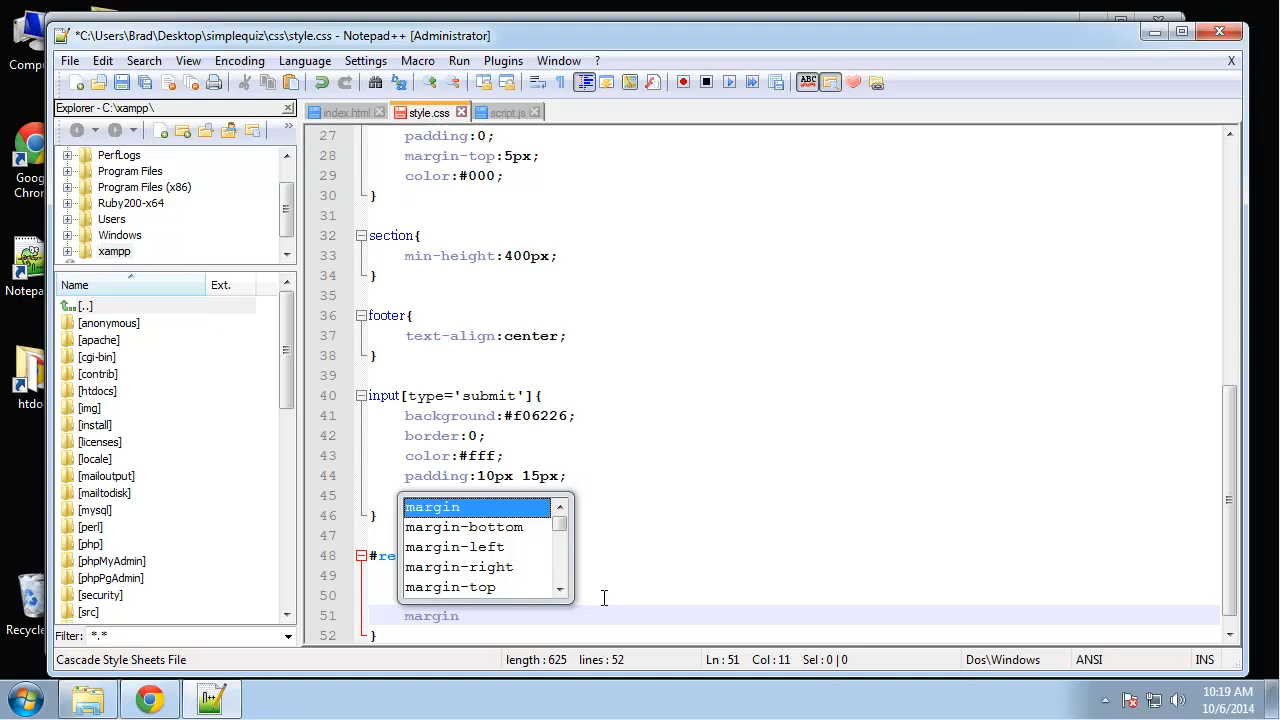 Compu
*C:\Users\Brad\Desktop\simplequiz\css\style.css - Notepad++ [Administrator]
File Edit Search View Encoding Language Settings Macro Run Plugins Window ? X
Explorer - C:\xampp\
index.html style.css script.js
PerfLogs
Program Files
Program Files (x86)
Ruby200-x64
Users
Windows
xampp
Name Ext.
[..]
[anonymous]
[apache]
[cgi-bin]
[contrib]
[htdocs]
[img]
[install]
[licenses]
[locale]
[mailoutput]
[mailtodisk]
[mysql]
[perl]
[php]
[phpMyAdmin]
[phpPgAdmin]
[security]
[src]
Filter: *.*
Goog
Chron
Notepa
htdo
Recycle
27 padding:0;
28 margin-top:5px;
29 color:#000;
30 }
31
32 section{
33 min-height:400px;
34 }
35
36 footer{
37 text-align:center;
38 }
39
40 input[type='submit']{
41 background:#f06226;
42 border:0;
43 color:#fff;
44 padding:10px 15px;
45
46 }
47
48 #re
49
50
51 margin
52 }
margin
margin-bottom
margin-left
margin-right
margin-top
Cascade Style Sheets File length : 625 lines : 52 Ln : 51 Col : 11 Sel : 0 | 0 Dos\Windows ANSI INS
10:19 AM
10/6/2014